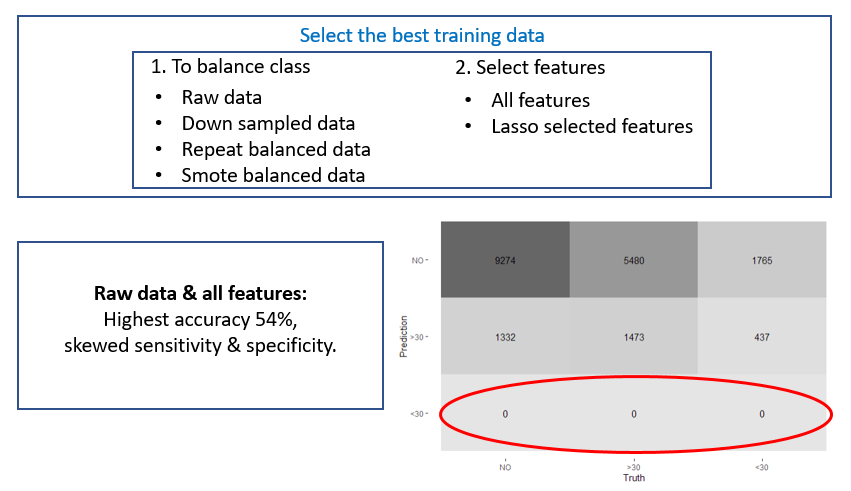 Select the best training data
1. To balance class
• Raw data
• Down sampled data
• Repeat balanced data
• Smote balanced data
2. Select features
• All features
• Lasso selected features
Raw data & all features:
Highest accuracy 54%,
skewed sensitivity & specificity.
Prediction
NO 9274 5480 1765
>30 1332 1473 437
<30 0 0 0
NO >30 <30
Truth